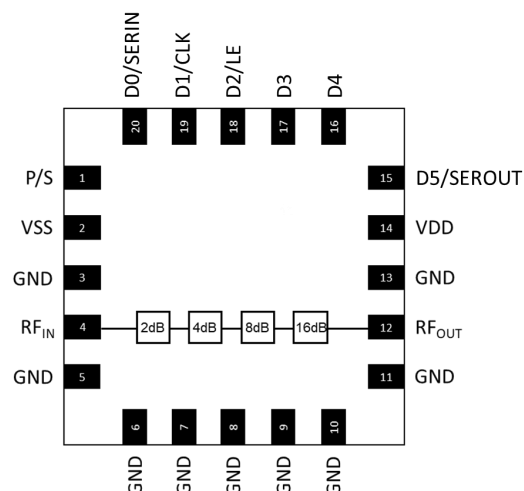 D0/SERIN
D1/CLK
D2/LE
D3
D4
20
19
18
17
16
P/S 1
15 D5/SEROUT
VSS 2
14 VDD
GND 3
13 GND
RFIN 4
2dB
4dB
8dB
16dB
12 RFOUT
GND 5
11 GND
6
7
8
9
10
GND
GND
GND
GND
GND